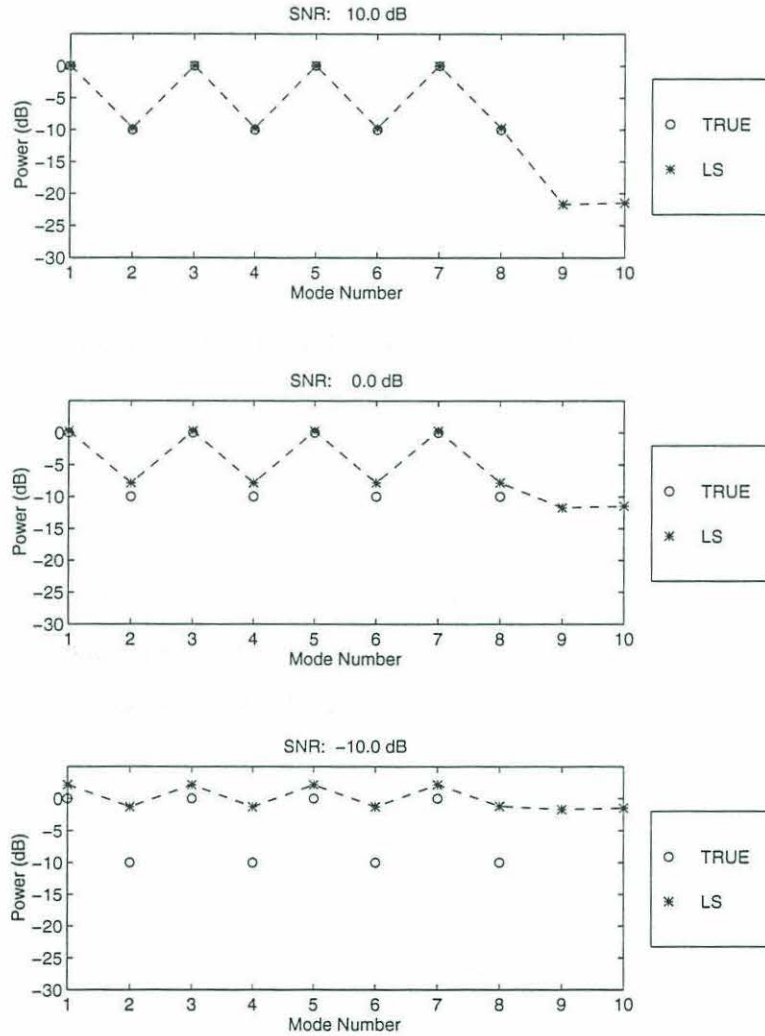 SNR: 10.0 dB
Power (dB)
0
−5
−10
−15
−20
−25
−30
1 2 3 4 5 6 7 8 9 10
Mode Number
TRUE
LS
SNR: 0.0 dB
Power (dB)
0
−5
−10
−15
−20
−25
−30
1 2 3 4 5 6 7 8 9 10
Mode Number
TRUE
LS
SNR: −10.0 dB
Power (dB)
0
−5
−10
−15
−20
−25
−30
1 2 3 4 5 6 7 8 9 10
Mode Number
TRUE
LS